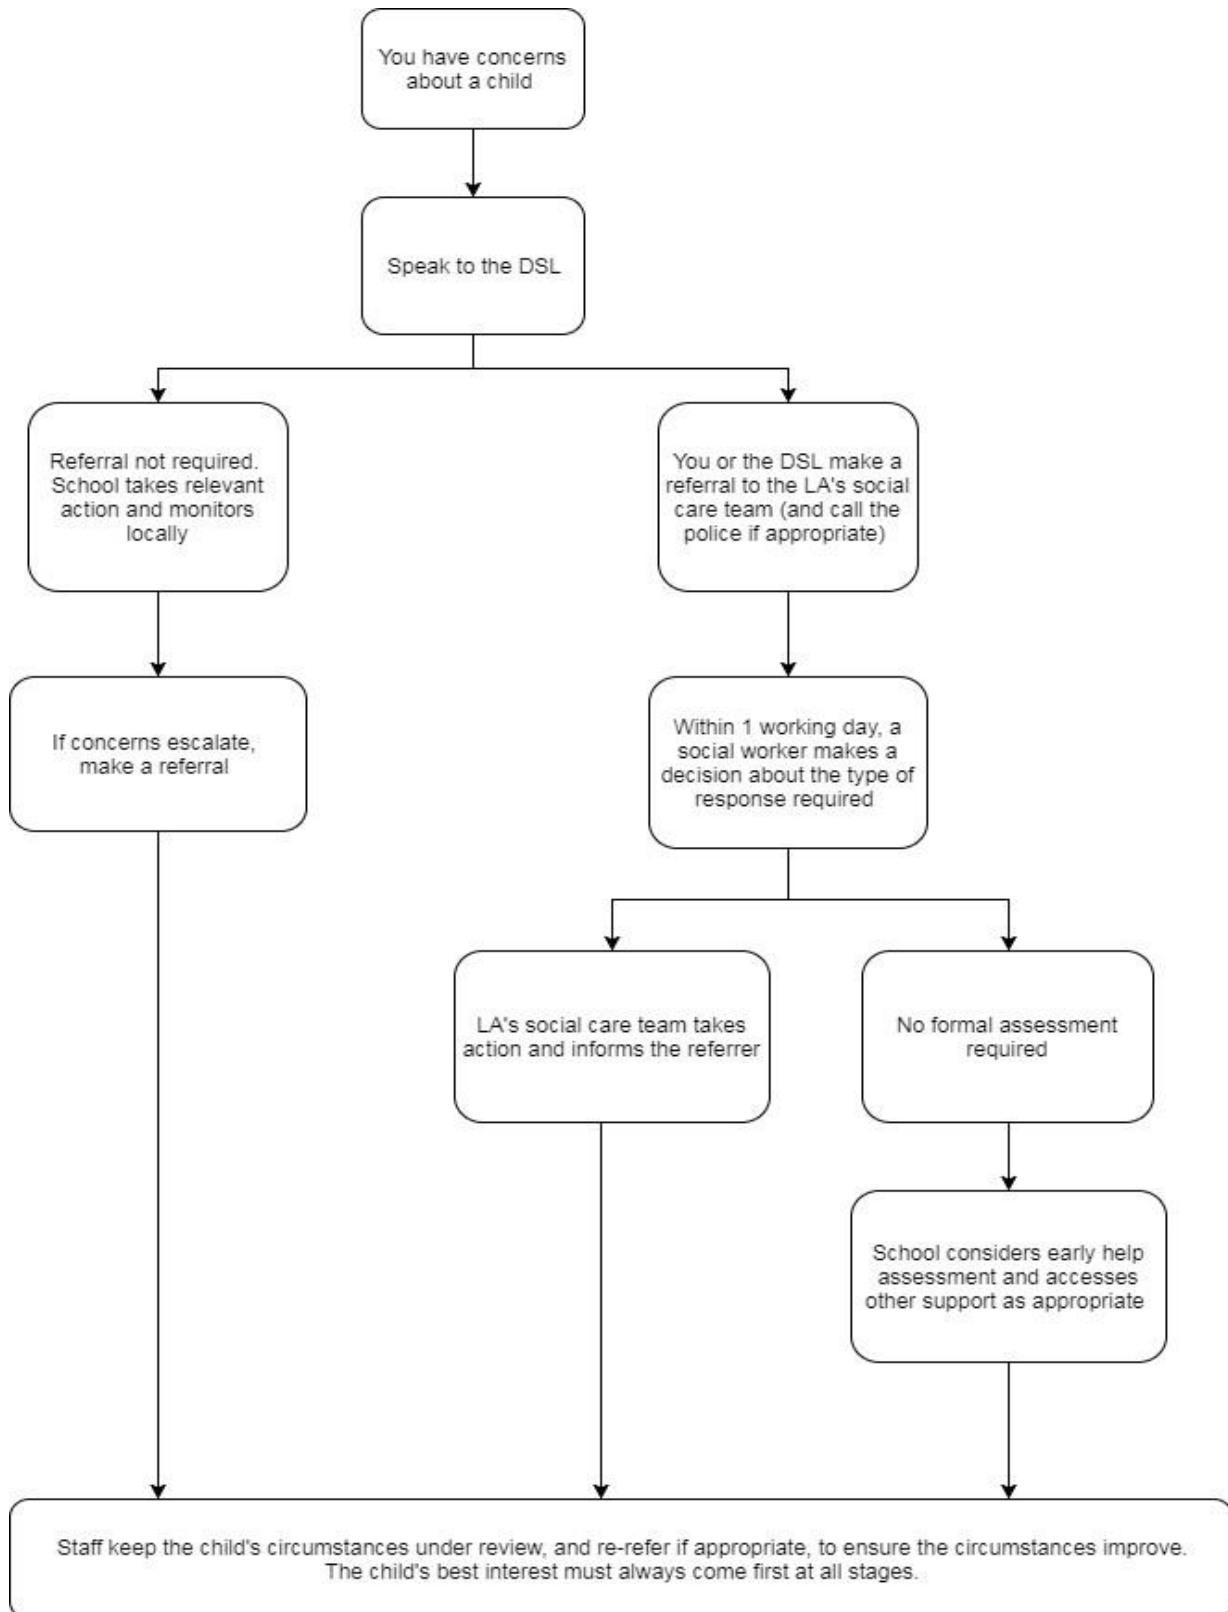 You have concerns
about a child
Speak to the DSL
Referral not required.
School takes relevant
action and monitors
locally
You or the DSL make a
referral to the LA's social
care team (and call the
police if appropriate)
If concerns escalate,
make a referral
Within 1 working day, a
social worker makes a
decision about the type of
response required
LA's social care team takes
action and informs the referrer
No formal assessment
required
School considers early help
assessment and accesses
other support as appropriate
Staff keep the child's circumstances under review, and re-refer if appropriate, to ensure the circumstances improve.
The child's best interest must always come first at all stages.